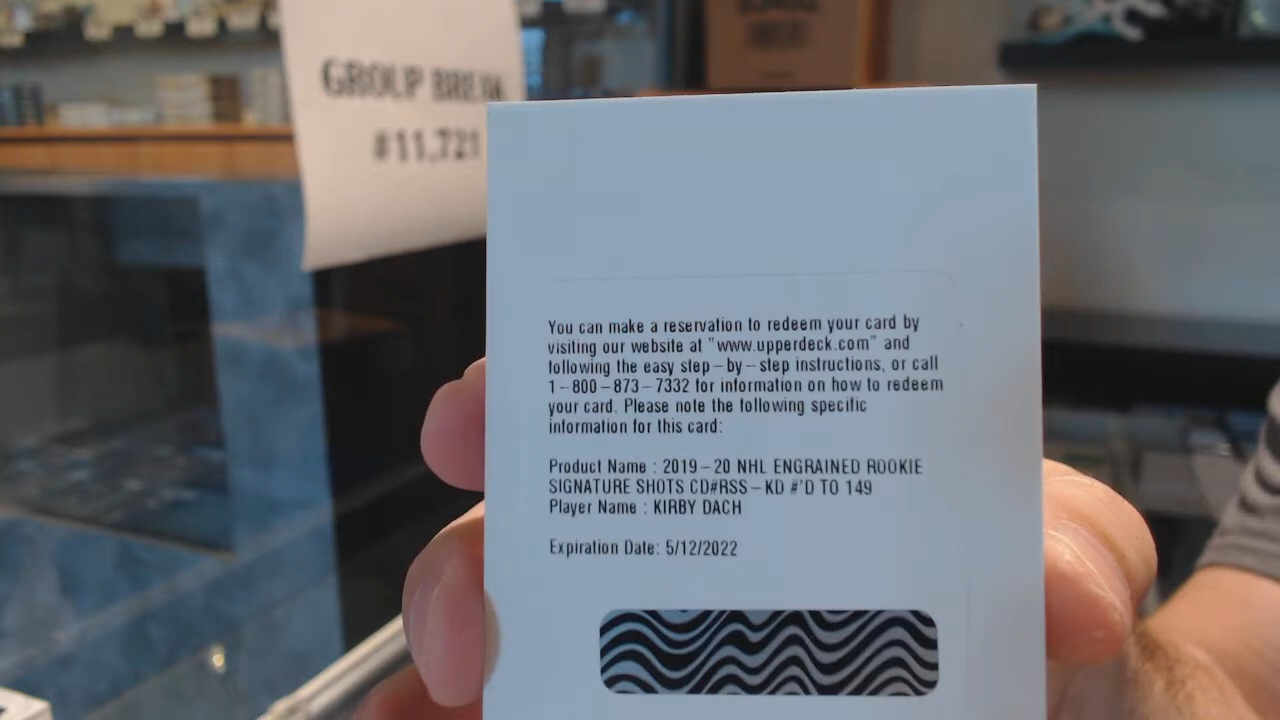 GROUP BREAK
#11,721
You can make a reservation to redeem your card by
visiting our website at "www.upperdeck.com" and
following the easy step–by–step instructions, or call
1–800–873–7332 for information on how to redeem
your card. Please note the following specific
information for this card:
Product Name : 2019–20 NHL ENGRAINED ROOKIE
SIGNATURE SHOTS CD#RSS–KD #'D TO 149
Player Name : KIRBY DACH
Expiration Date: 5/12/2022